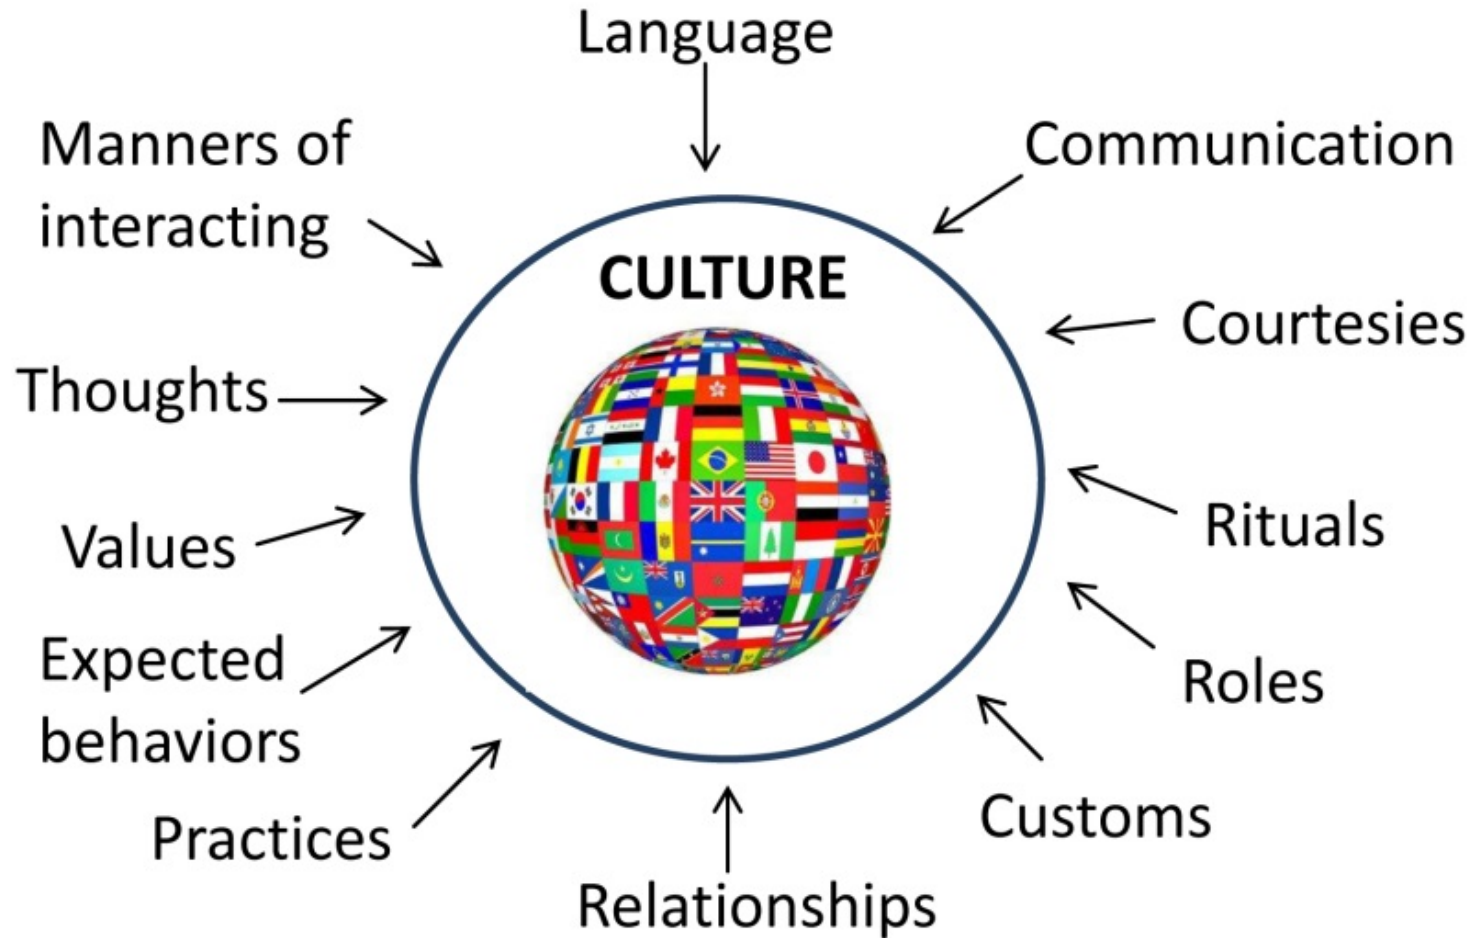 Language
Communication
Courtesies
Rituals
Roles
Customs
Relationships
Practices
Expected
behaviors
Values
Thoughts
Manners of
interacting
CULTURE